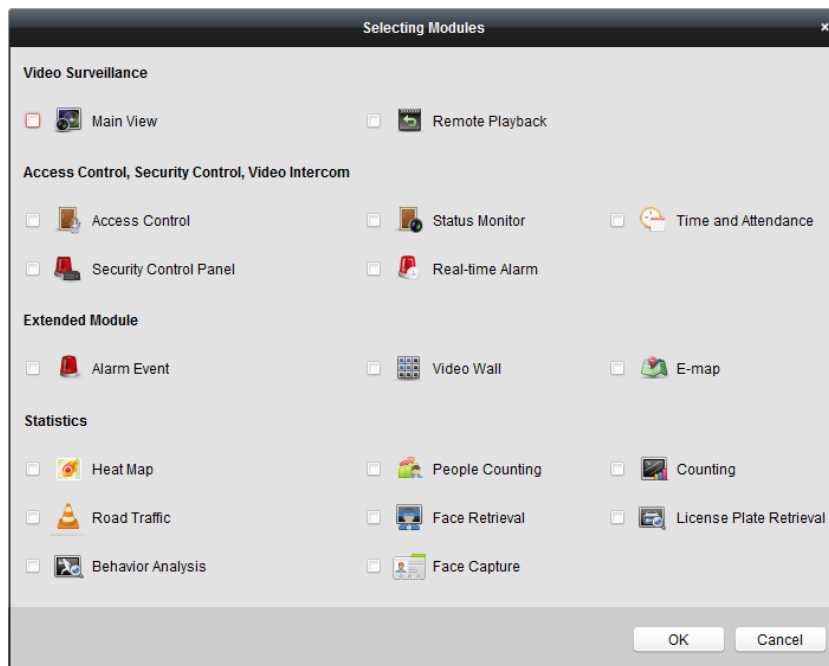 Selecting Modules
Video Surveillance
Main View
Remote Playback
Access Control, Security Control, Video Intercom
Access Control
Status Monitor
Time and Attendance
Security Control Panel
Real-time Alarm
Extended Module
Alarm Event
Video Wall
E-map
Statistics
Heat Map
People Counting
Counting
Road Traffic
Face Retrieval
License Plate Retrieval
Behavior Analysis
Face Capture
OK
Cancel